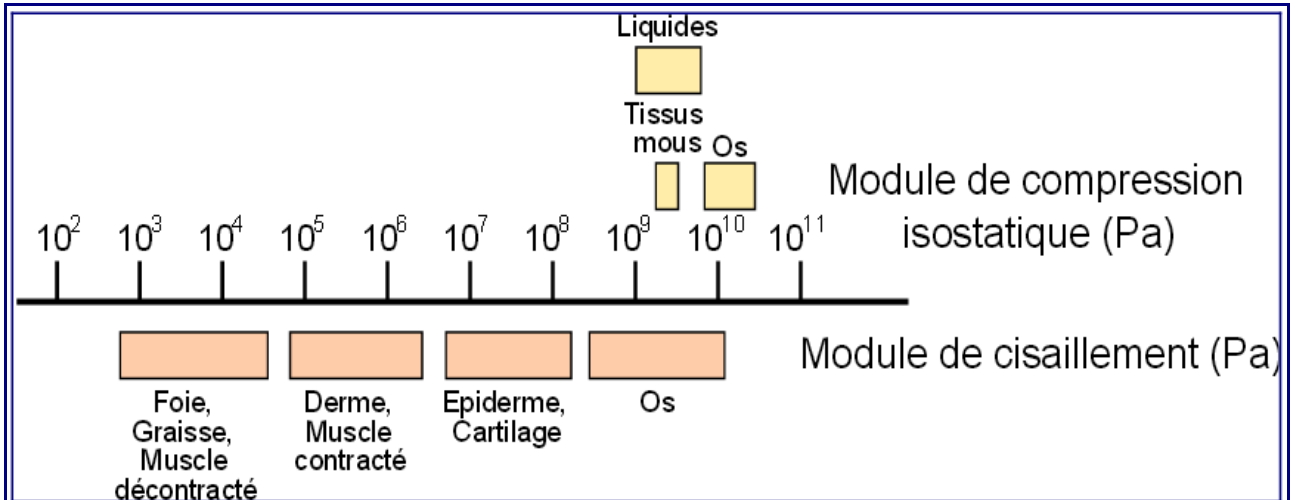 Liquides
Tissus
mous
Os
Module de compression
isostatique (Pa)
10² 10³ 10⁴ 10⁵ 10⁶ 10⁷ 10⁸ 10⁹ 10¹⁰ 10¹¹
Module de cisaillement (Pa)
Foie,
Graisse,
Muscle
décontracté
Derme,
Muscle
contracté
Epiderme,
Cartilage
Os